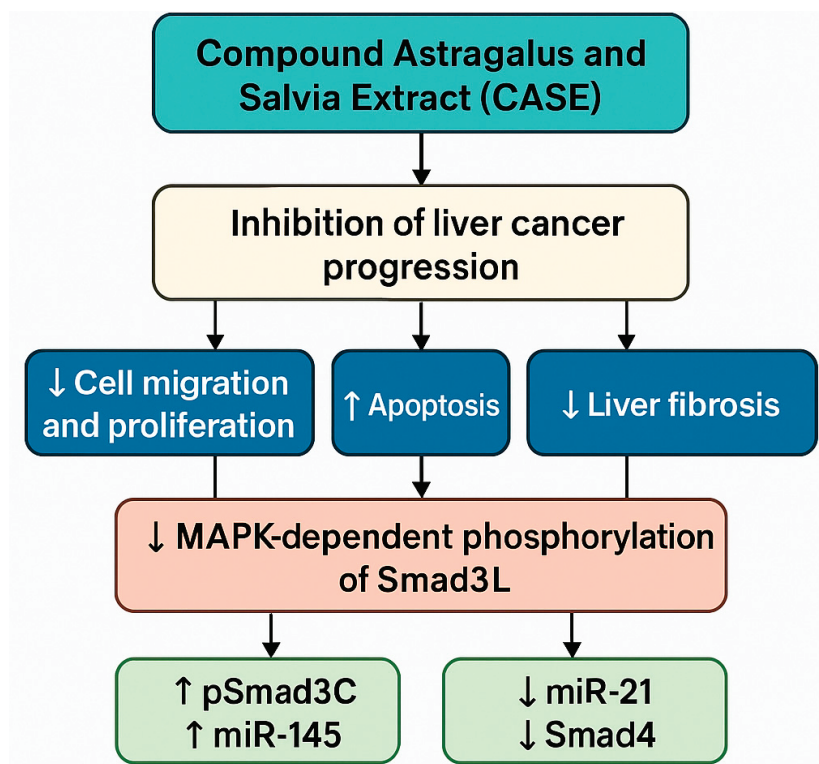 Compound Astragalus and
Salvia Extract (CASE)
Inhibition of liver cancer
progression
↓ Cell migration
and proliferation
↑ Apoptosis
↓ Liver fibrosis
↓ MAPK-dependent phosphorylation
of Smad3L
↑ pSmad3C
↑ miR-145
↓ miR-21
↓ Smad4